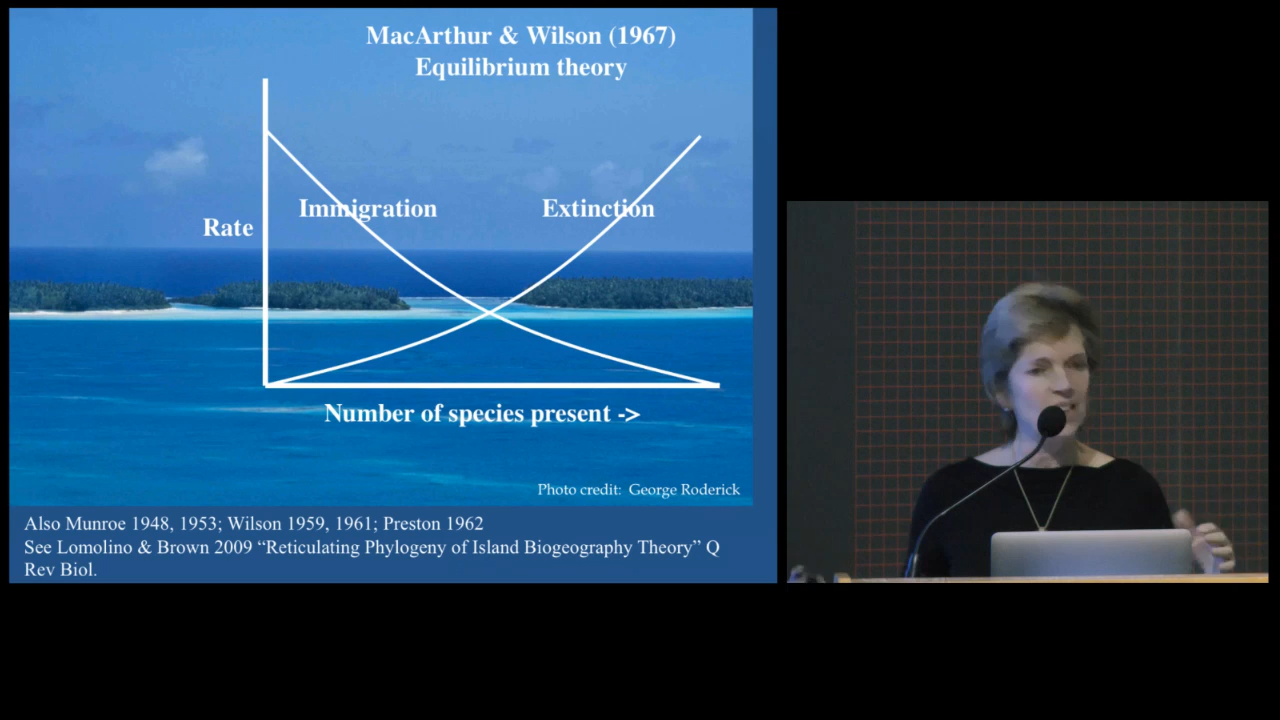 MacArthur & Wilson (1967)
Equilibrium theory
Immigration
Extinction
Rate
Number of species present ->
Photo credit: George Roderick
Also Munroe 1948, 1953; Wilson 1959, 1961; Preston 1962
See Lomolino & Brown 2009 “Reticulating Phylogeny of Island Biogeography Theory” Q
Rev Biol.